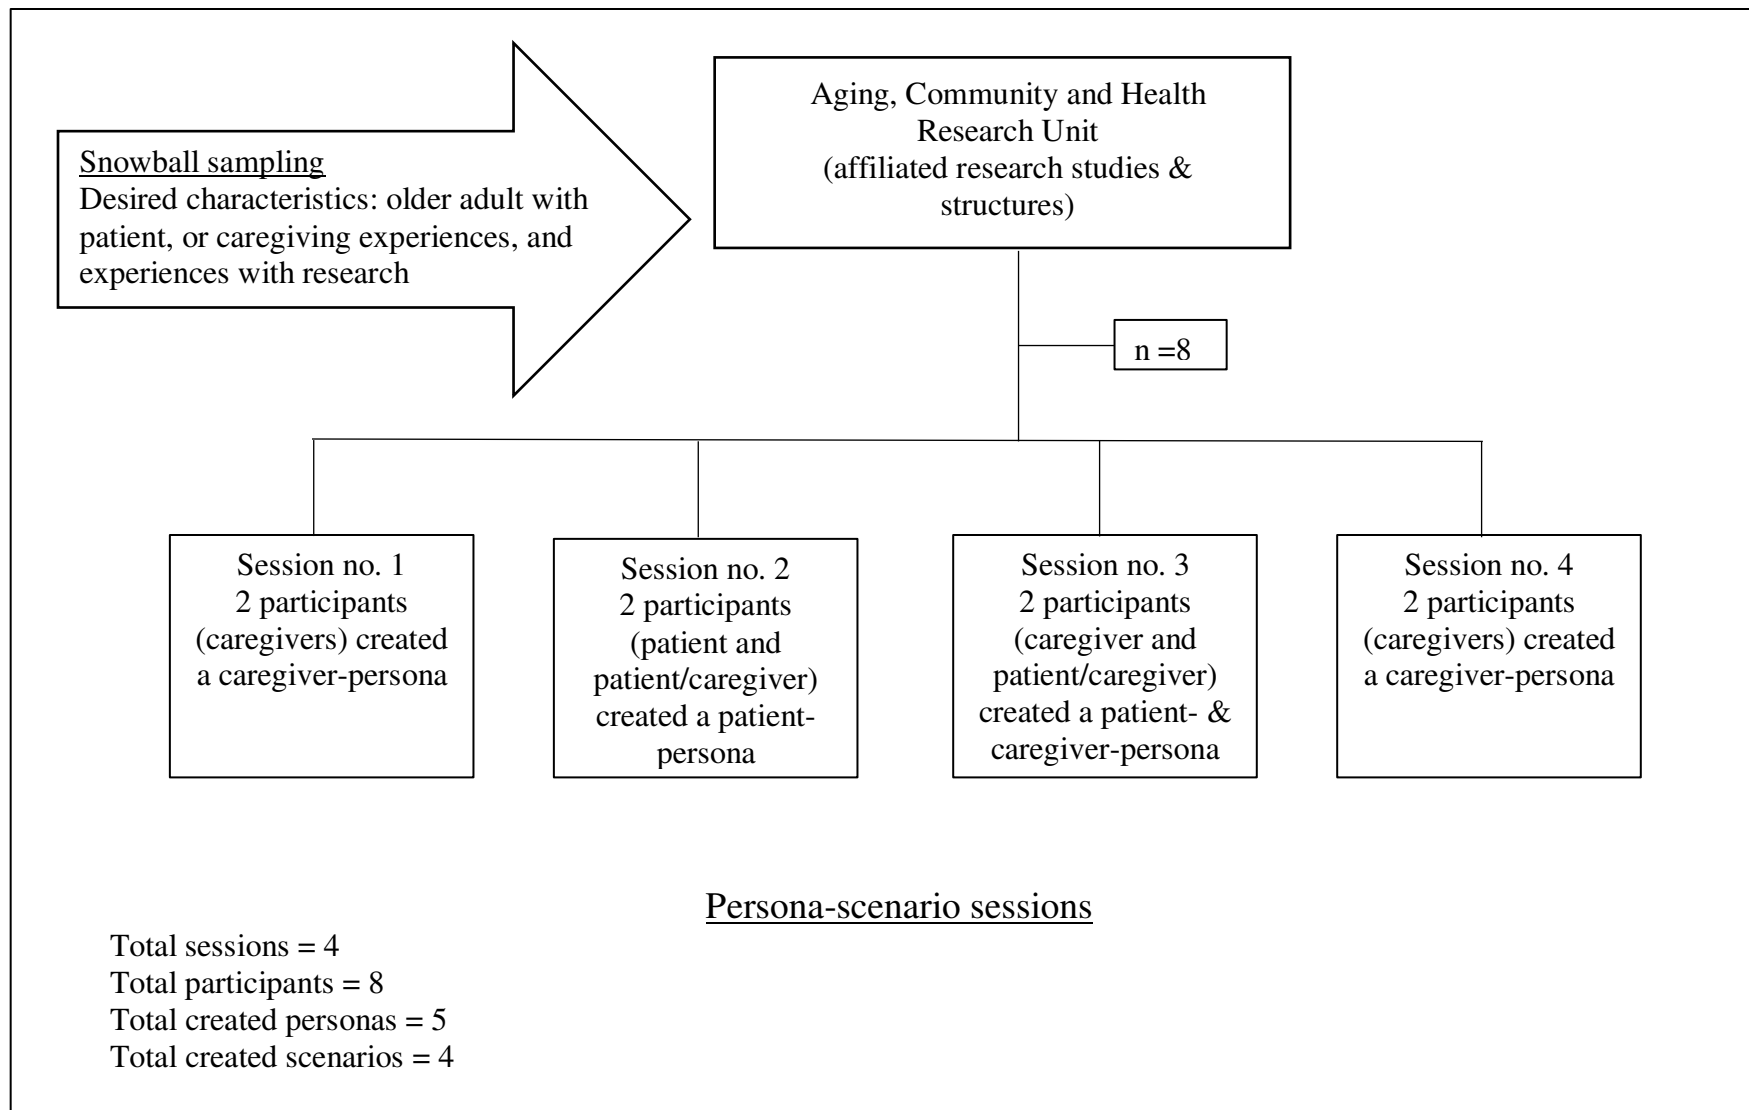 Snowball sampling
Desired characteristics: older adult with
patient, or caregiving experiences, and
experiences with research
Aging, Community and Health
Research Unit
(affiliated research studies &
structures)
n =8
Session no. 1
2 participants
(caregivers) created
a caregiver-persona
Session no. 2
2 participants
(patient and
patient/caregiver)
created a patient-
persona
Session no. 3
2 participants
(caregiver and
patient/caregiver)
created a patient- &
caregiver-persona
Session no. 4
2 participants
(caregivers) created
a caregiver-persona
Persona-scenario sessions
Total sessions = 4
Total participants = 8
Total created personas = 5
Total created scenarios = 4